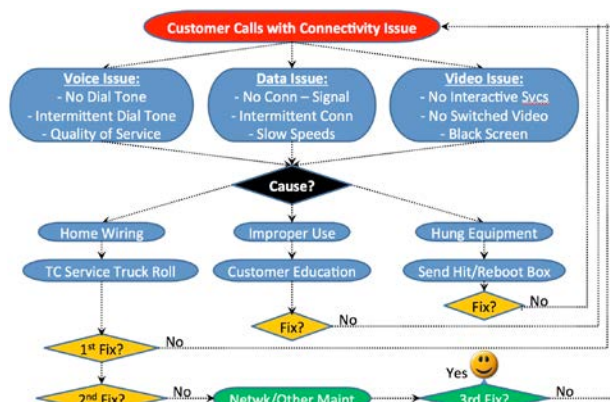 Customer Calls with Connectivity Issue
Voice Issue:
- No Dial Tone
- Intermittent Dial Tone
- Quality of Service
Data Issue:
- No Conn – Signal
- Intermittent Conn
- Slow Speeds
Video Issue:
- No Interactive Svcs
- No Switched Video
- Black Screen
Cause?
Home Wiring
Improper Use
Hung Equipment
TC Service Truck Roll
Customer Education
Send Hit/Reboot Box
Fix?
No
Fix?
No
1st Fix?
No
Yes
2nd Fix?
No
Netwk/Other Maint
3rd Fix?
No